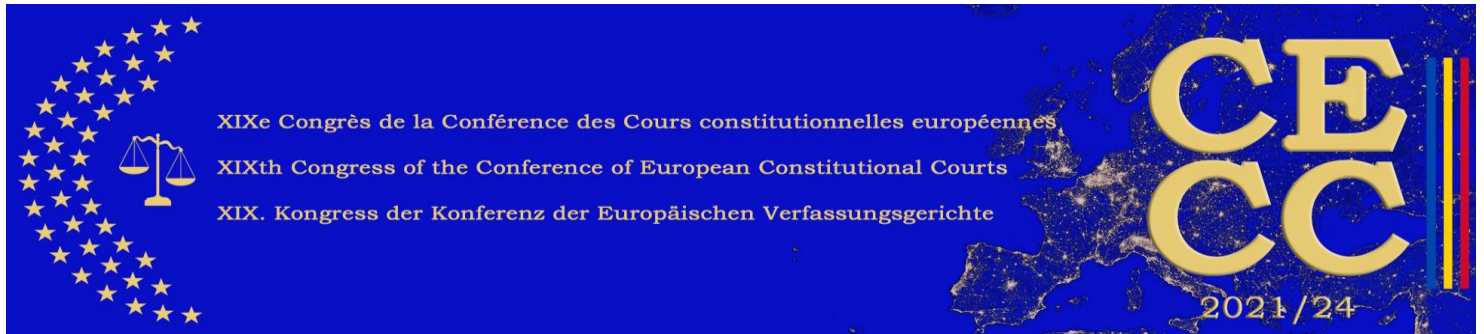 XIXe Congrès de la Conférence des Cours constitutionnelles européennes
XIXth Congress of the Conference of European Constitutional Courts
XIX. Kongress der Konferenz der Europäischen Verfassungsgerichte
CE
CC
2021/24